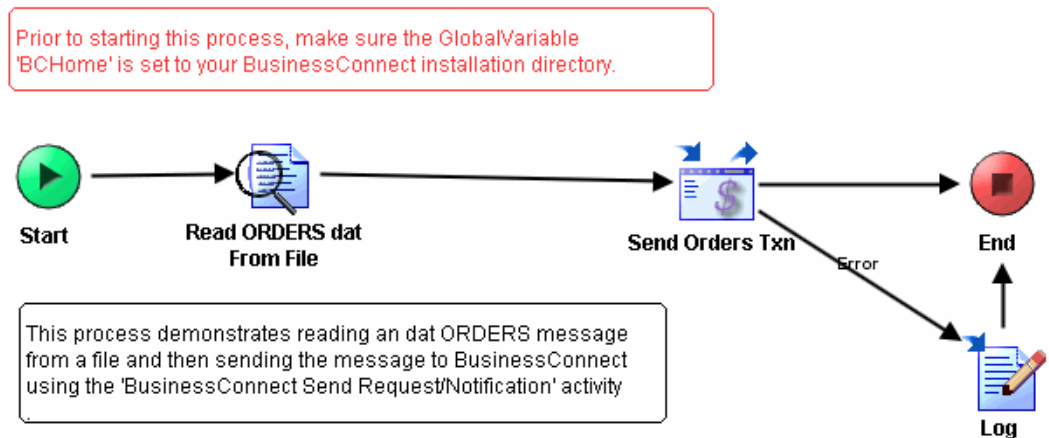 Prior to starting this process, make sure the GlobalVariable
'BCHome' is set to your BusinessConnect installation directory.
Start
Read ORDERS dat
From File
$
Send Orders Txn
End
Error
This process demonstrates reading an dat ORDERS message
from a file and then sending the message to BusinessConnect
using the 'BusinessConnect Send Request/Notification' activity
.
Log